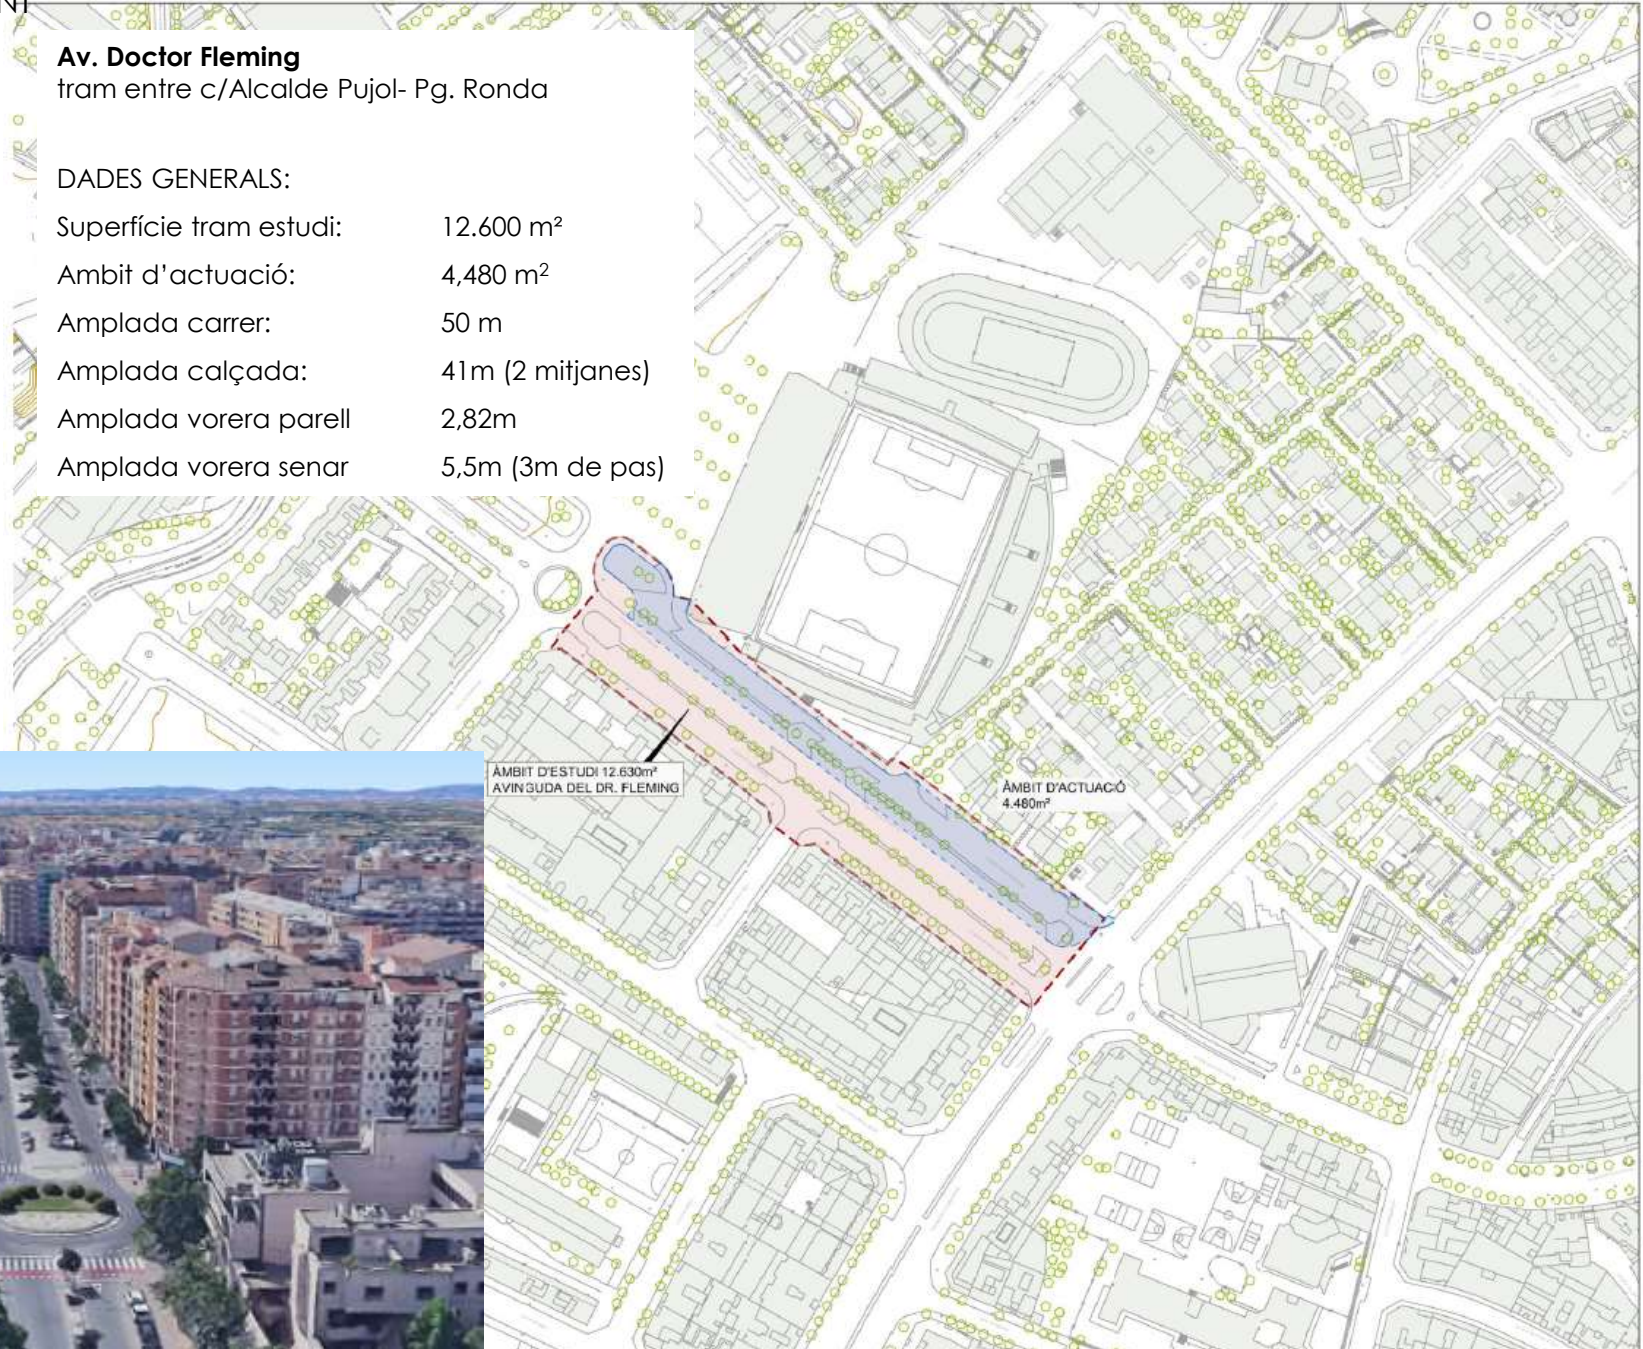 NT
Av. Doctor Fleming
tram entre c/Alcalde Pujol- Pg. Ronda
DADES GENERALS:
Superfície tram estudi: 12.600 m²
Ambit d'actuació: 4,480 m²
Amplada carrer: 50 m
Amplada calçada: 41m (2 mitjanes)
Amplada vorera parell 2,82m
Amplada vorera senar 5,5m (3m de pas)
ÀMBIT D'ESTUDI 12.630m²
AVINGUDA DEL DR. FLEMING
ÀMBIT D'ACTUACIÓ
4.480m²